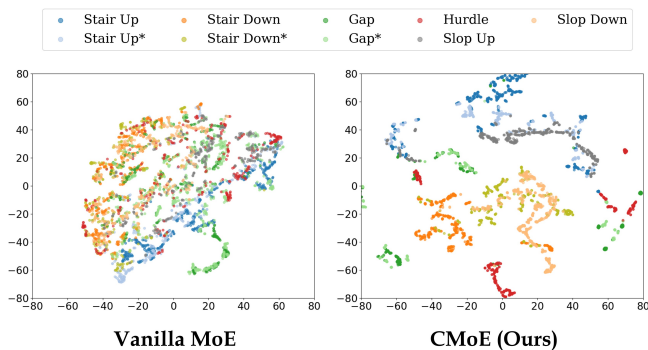 Stair Up Stair Down Gap Hurdle Slop Down
Stair Up* Stair Down* Gap* Slop Up
80 80
60 60
40 40
20 20
0 0
−20 −20
−40 −40
−60 −60
−80 −80
−80 −60 −40 −20 0 20 40 60 80 −80 −60 −40 −20 0 20 40 60 80
Vanilla MoE CMoE (Ours)